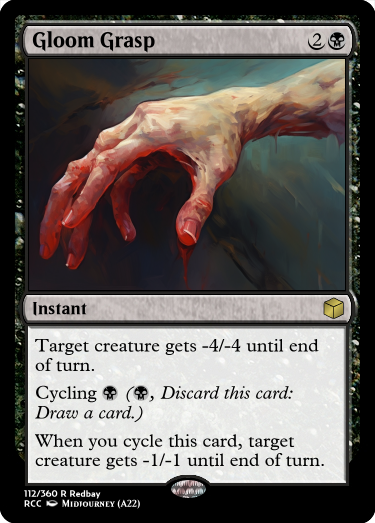 Gloom Grasp 2
Instant
Target creature gets -4/-4 until end
of turn.
Cycling (, Discard this card:
Draw a card.)
When you cycle this card, target
creature gets -1/-1 until end of turn.
112/360 R Redbay
RCC Midjourney (A22)